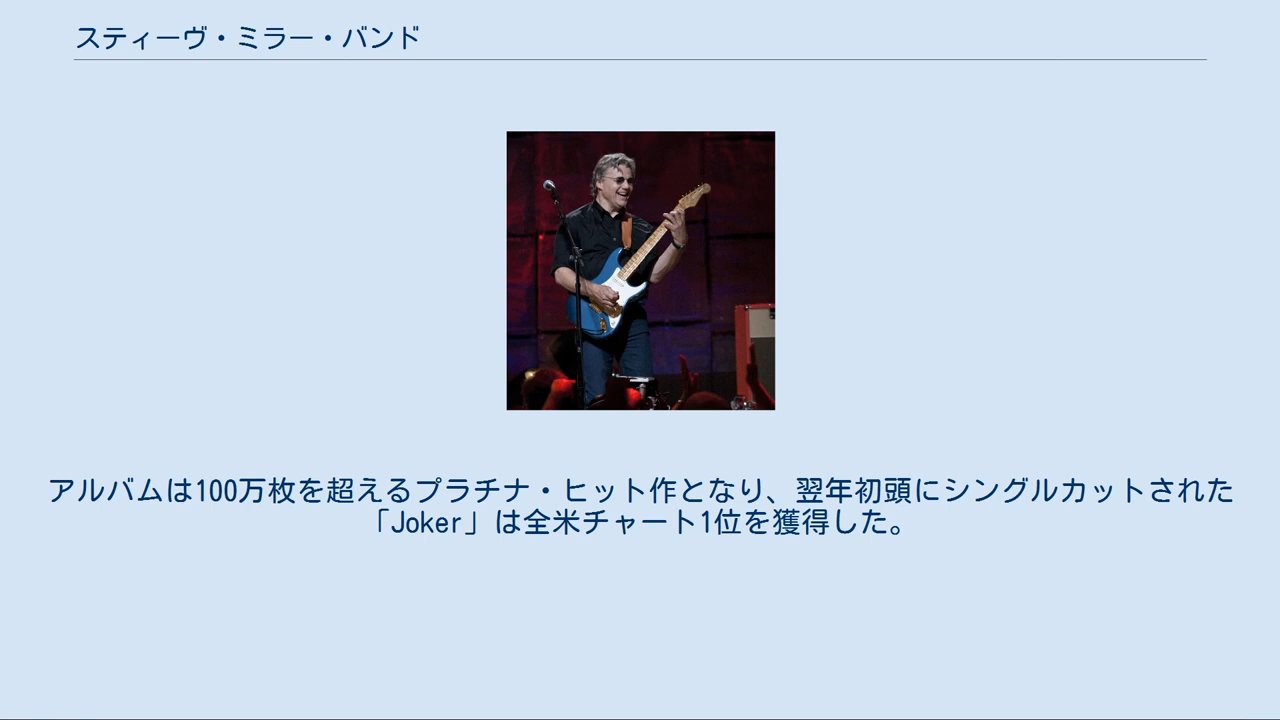 スティーヴ・ミラー・バンド
アルバムは100万枚を超えるプラチナ・ヒット作となり、翌年初頭にシングルカットされた
「Joker」は全米チャート1位を獲得した。